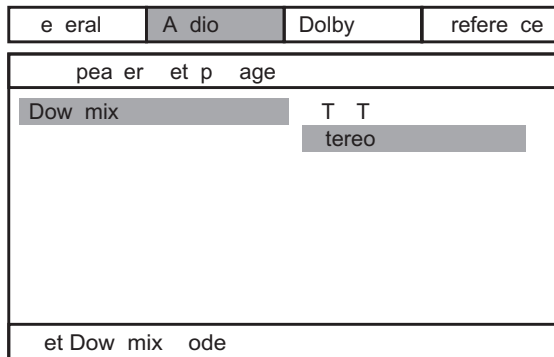 e eral A dio Dolby refere ce
pea er et p age
Dow mix T T
tereo
et Dow mix ode